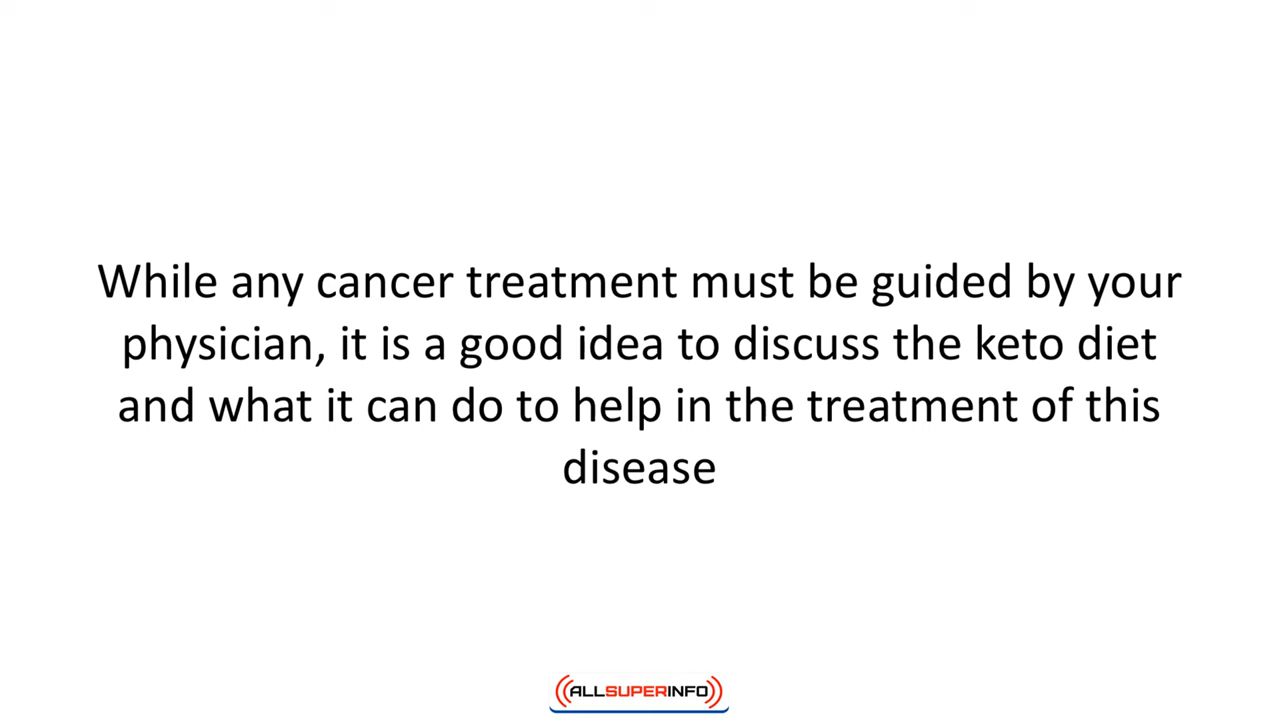 While any cancer treatment must be guided by your
physician, it is a good idea to discuss the keto diet
and what it can do to help in the treatment of this
disease
ALLSUPERINFO